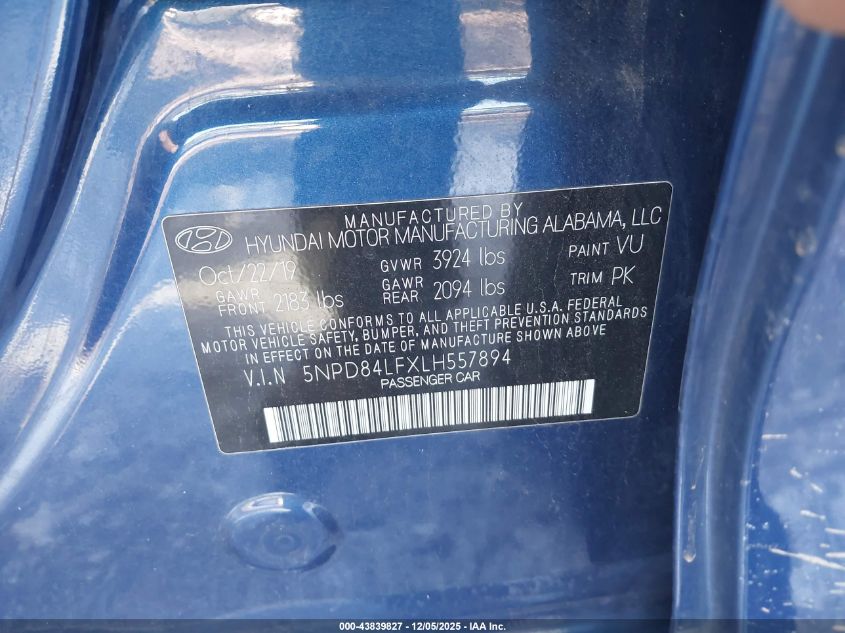 MANUFACTURED BY
HYUNDAI MOTOR MANUFACTURING ALABAMA, LLC
Oct/22/19 GVWR 3924 lbs PAINT VU
GAWR FRONT 2183 lbs GAWR REAR 2094 lbs TRIM PK
THIS VEHICLE CONFORMS TO ALL APPLICABLE U.S.A. FEDERAL
MOTOR VEHICLE SAFETY, BUMPER, AND THEFT PREVENTION STANDARDS
IN EFFECT ON THE DATE OF MANUFACTURE SHOWN ABOVE
V.I.N 5NPD84LFXLH557894
PASSENGER CAR
000-43839827 - 12/05/2025 - IAA Inc.